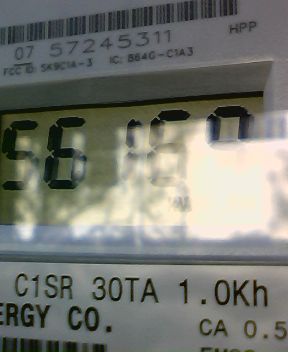 HPP
07 57245311
FCC ID: SK9C1A-3 IC: 864G-C1A3
C1SR 30TA 1.0Kh
ERGY CO.
CA 0.5